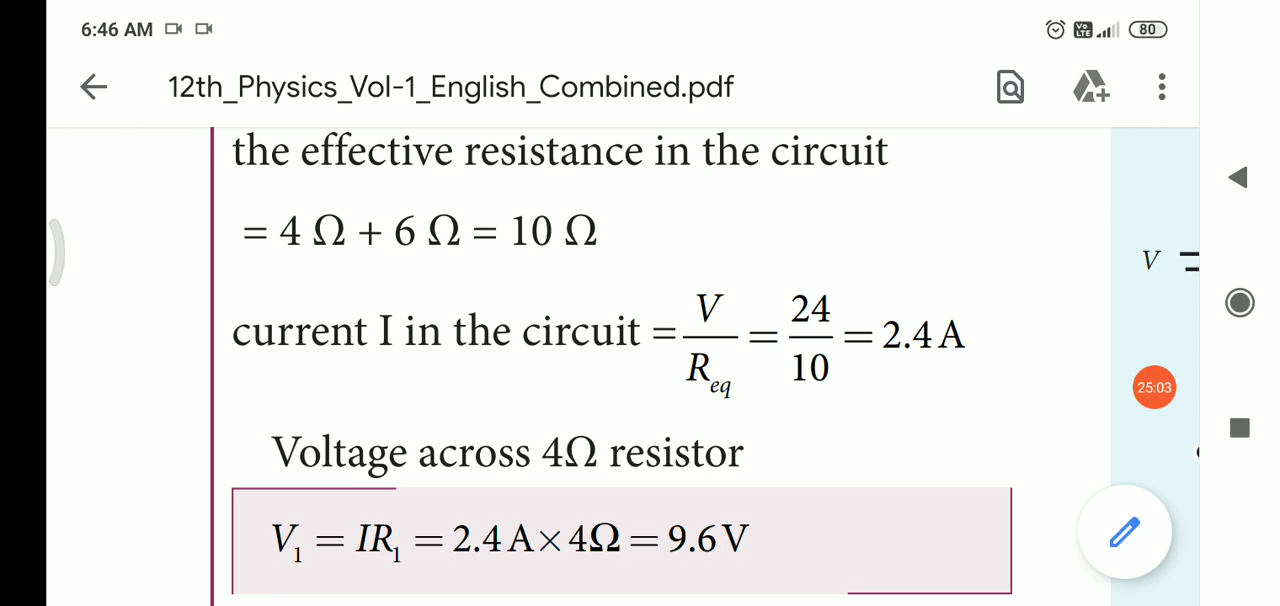 6:46 AM VoLTE 80
12th_Physics_Vol-1_English_Combined.pdf
the effective resistance in the circuit
= 4 Ω + 6 Ω = 10 Ω
V =
current I in the circuit = V/R_eq = 24/10 = 2.4 A
25:03
Voltage across 4Ω resistor
V₁ = IR₁ = 2.4 A × 4Ω = 9.6 V